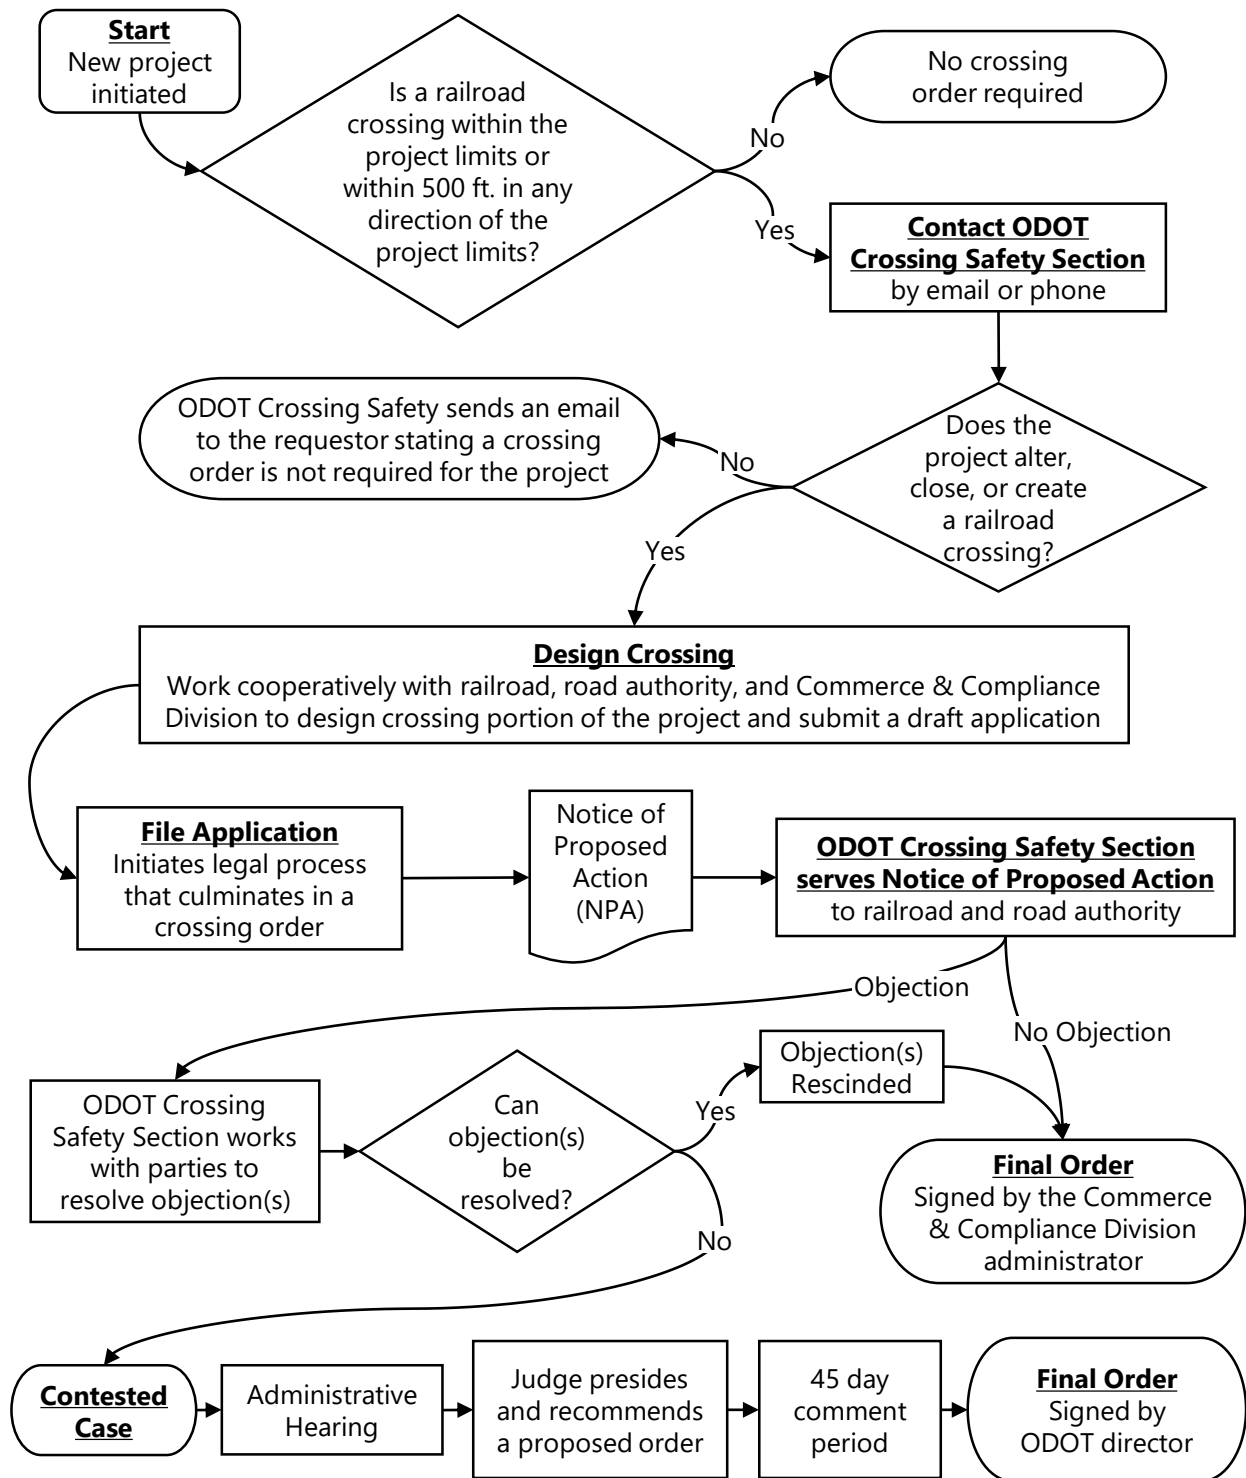 Start
New project
initiated
Is a railroad
crossing within the
project limits or
within 500 ft. in any
direction of the
project limits?
No
No crossing
order required
Yes
Contact ODOT
Crossing Safety Section
by email or phone
Does the
project alter,
close, or create
a railroad
crossing?
No
ODOT Crossing Safety sends an email
to the requestor stating a crossing
order is not required for the project
Yes
Design Crossing
Work cooperatively with railroad, road authority, and Commerce & Compliance
Division to design crossing portion of the project and submit a draft application
File Application
Initiates legal process
that culminates in a
crossing order
Notice of
Proposed
Action
(NPA)
ODOT Crossing Safety Section
serves Notice of Proposed Action
to railroad and road authority
Objection
No Objection
ODOT Crossing
Safety Section works
with parties to
resolve objection(s)
Can
objection(s)
be
resolved?
Yes
Objection(s)
Rescinded
Final Order
Signed by the Commerce
& Compliance Division
administrator
No
Contested
Case
Administrative
Hearing
Judge presides
and recommends
a proposed order
45 day
comment
period
Final Order
Signed by
ODOT director